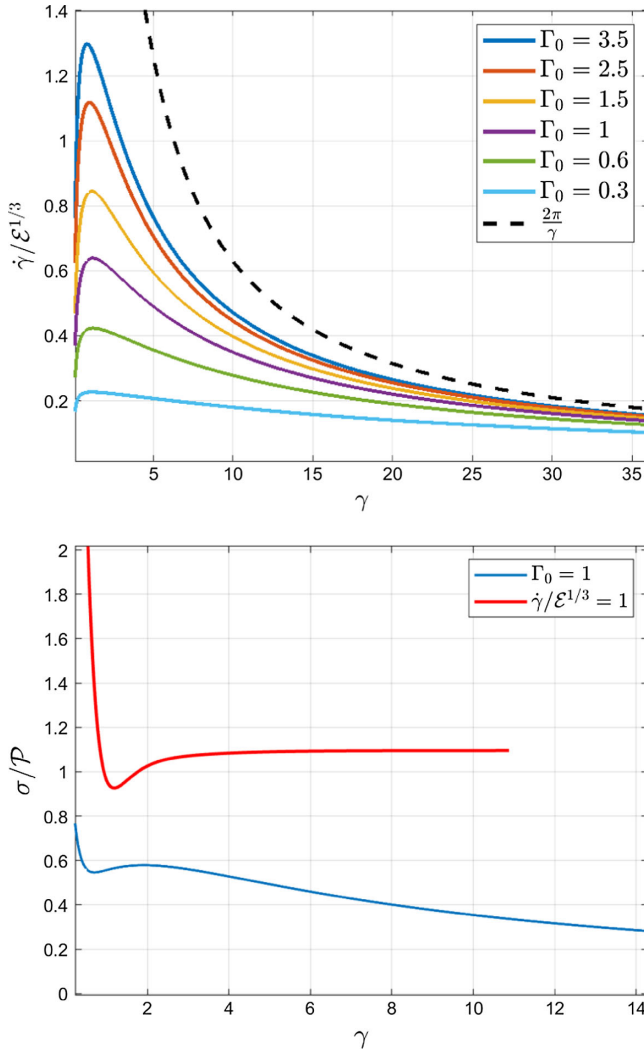 1.4
1.2
1
0.8
0.6
0.4
0.2
γ̇/ℰ^{1/3}
Γ₀ = 3.5
Γ₀ = 2.5
Γ₀ = 1.5
Γ₀ = 1
Γ₀ = 0.6
Γ₀ = 0.3
2π/γ
5 10 15 20 25 30 35
γ
2
1.8
1.6
1.4
1.2
1
0.8
0.6
0.4
0.2
0
σ/𝒫
Γ₀ = 1
γ̇/ℰ^{1/3} = 1
2 4 6 8 10 12 14
γ